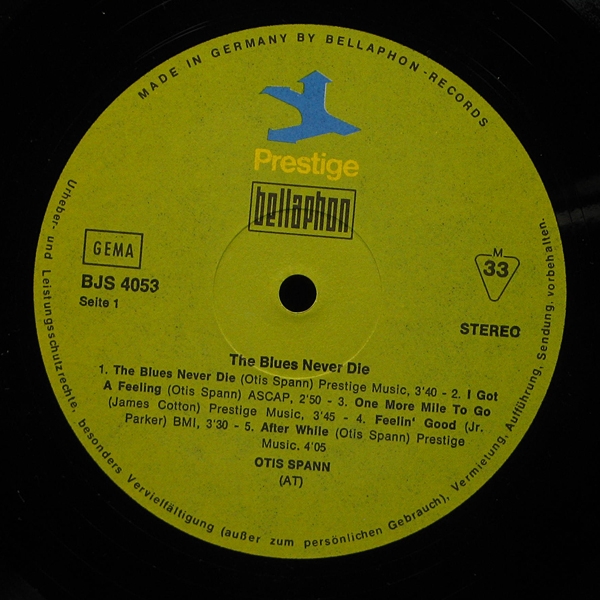 MADE IN GERMANY BY BELLAPHON-RECORDS
Prestige
bellaphon
GEMA
BJS 4053
Seite 1
M
33
STEREO
The Blues Never Die
1. The Blues Never Die (Otis Spann) Prestige Music, 3'40 - 2. I Got
A Feeling (Otis Spann) ASCAP, 2'50 - 3. One More Mile To Go
(James Cotton) Prestige Music, 3'45 - 4. Feelin' Good (Jr.
Parker) BMI, 3'30 - 5. After While (Otis Spann) Prestige
Music. 4'05
OTIS SPANN
(AT)
Urheber- und Leistungsschutzrechte, besonders Vervielfältigung (außer zum persönlichen Gebrauch), Vermietung, Aufführung, Sendung, vorbehalten.